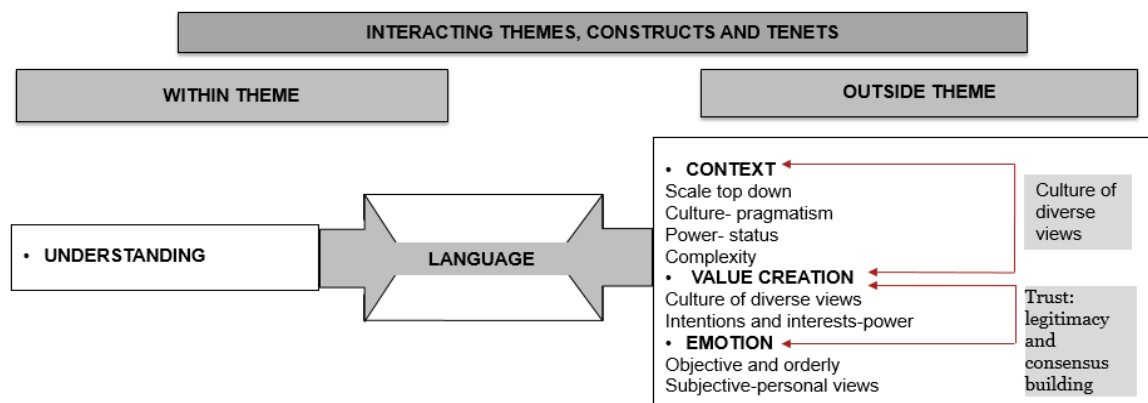 INTERACTING THEMES, CONSTRUCTS AND TENETS
WITHIN THEME
OUTSIDE THEME
• UNDERSTANDING
LANGUAGE
• CONTEXT
Scale top down
Culture- pragmatism
Power- status
Complexity
• VALUE CREATION
Culture of diverse views
Intentions and interests-power
• EMOTION
Objective and orderly
Subjective-personal views
Culture of
diverse
views
Trust:
legitimacy
and
consensus
building